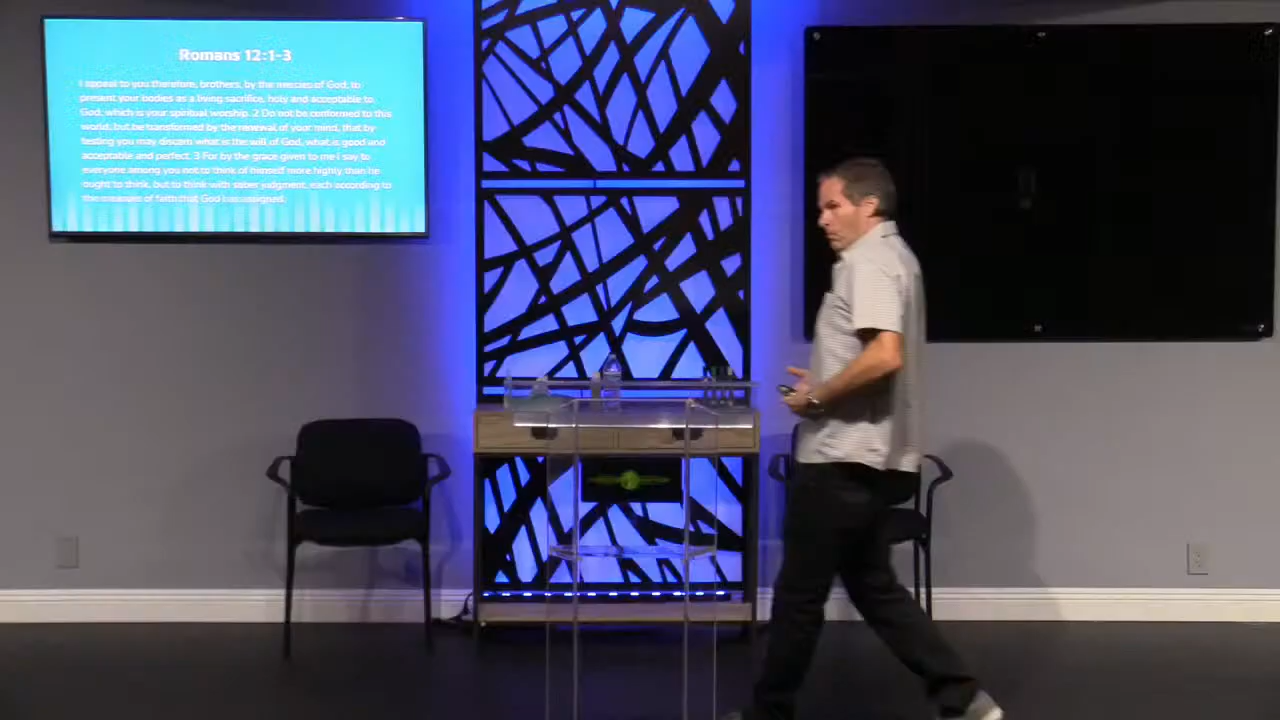 Romans 12:1-3
I appeal to you therefore, brothers, by the mercies of God, to
present your bodies as a living sacrifice, holy and acceptable to
God, which is your spiritual worship. 2 Do not be conformed to this
world, but be transformed by the renewal of your mind, that by
testing you may discern what is the will of God, what is good and
acceptable and perfect. 3 For by the grace given to me I say to
everyone among you not to think of himself more highly than he
ought to think, but to think with sober judgment, each according to
the measure of faith that God has assigned.